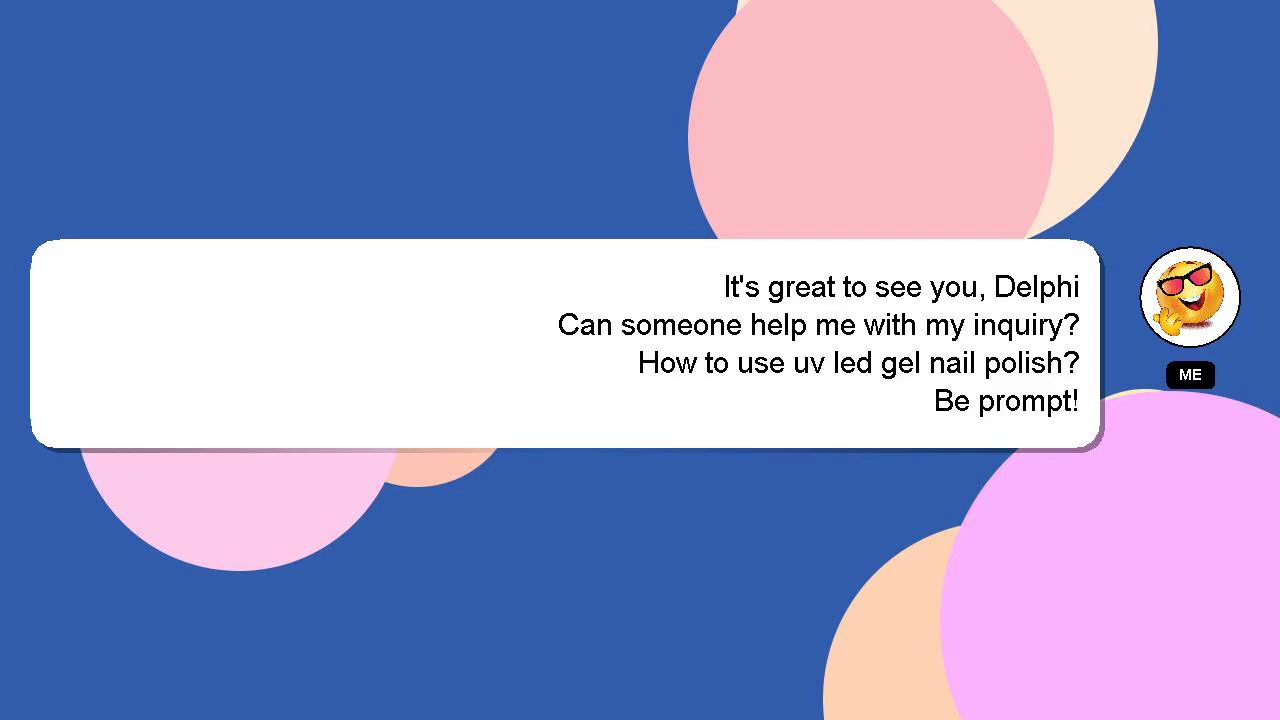 It's great to see you, Delphi
Can someone help me with my inquiry?
How to use uv led gel nail polish?
Be prompt!
ME